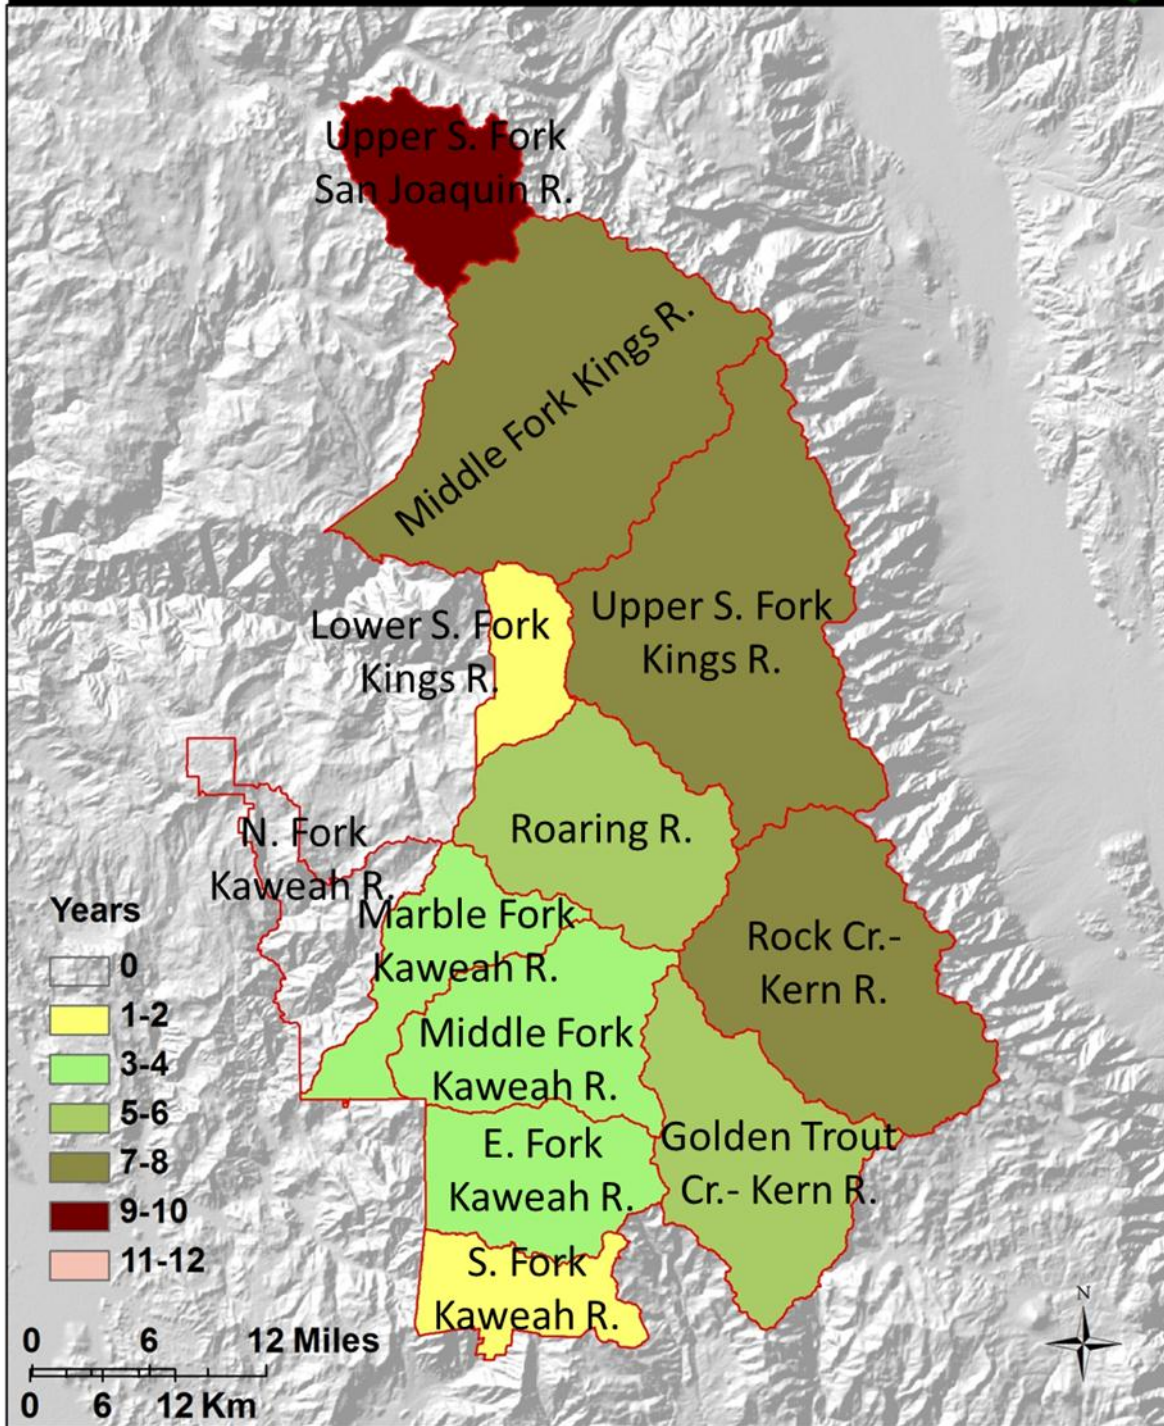 Upper S. Fork
San Joaquin R.
Middle Fork Kings R.
Lower S. Fork
Kings R.
Upper S. Fork
Kings R.
Roaring R.
N. Fork
Kaweah R.
Marble Fork
Kaweah R.
Rock Cr.-
Kern R.
Middle Fork
Kaweah R.
E. Fork
Kaweah R.
Golden Trout
Cr.- Kern R.
S. Fork
Kaweah R.
Years
0
1-2
3-4
5-6
7-8
9-10
11-12
0 6 12 Miles
0 6 12 Km
N